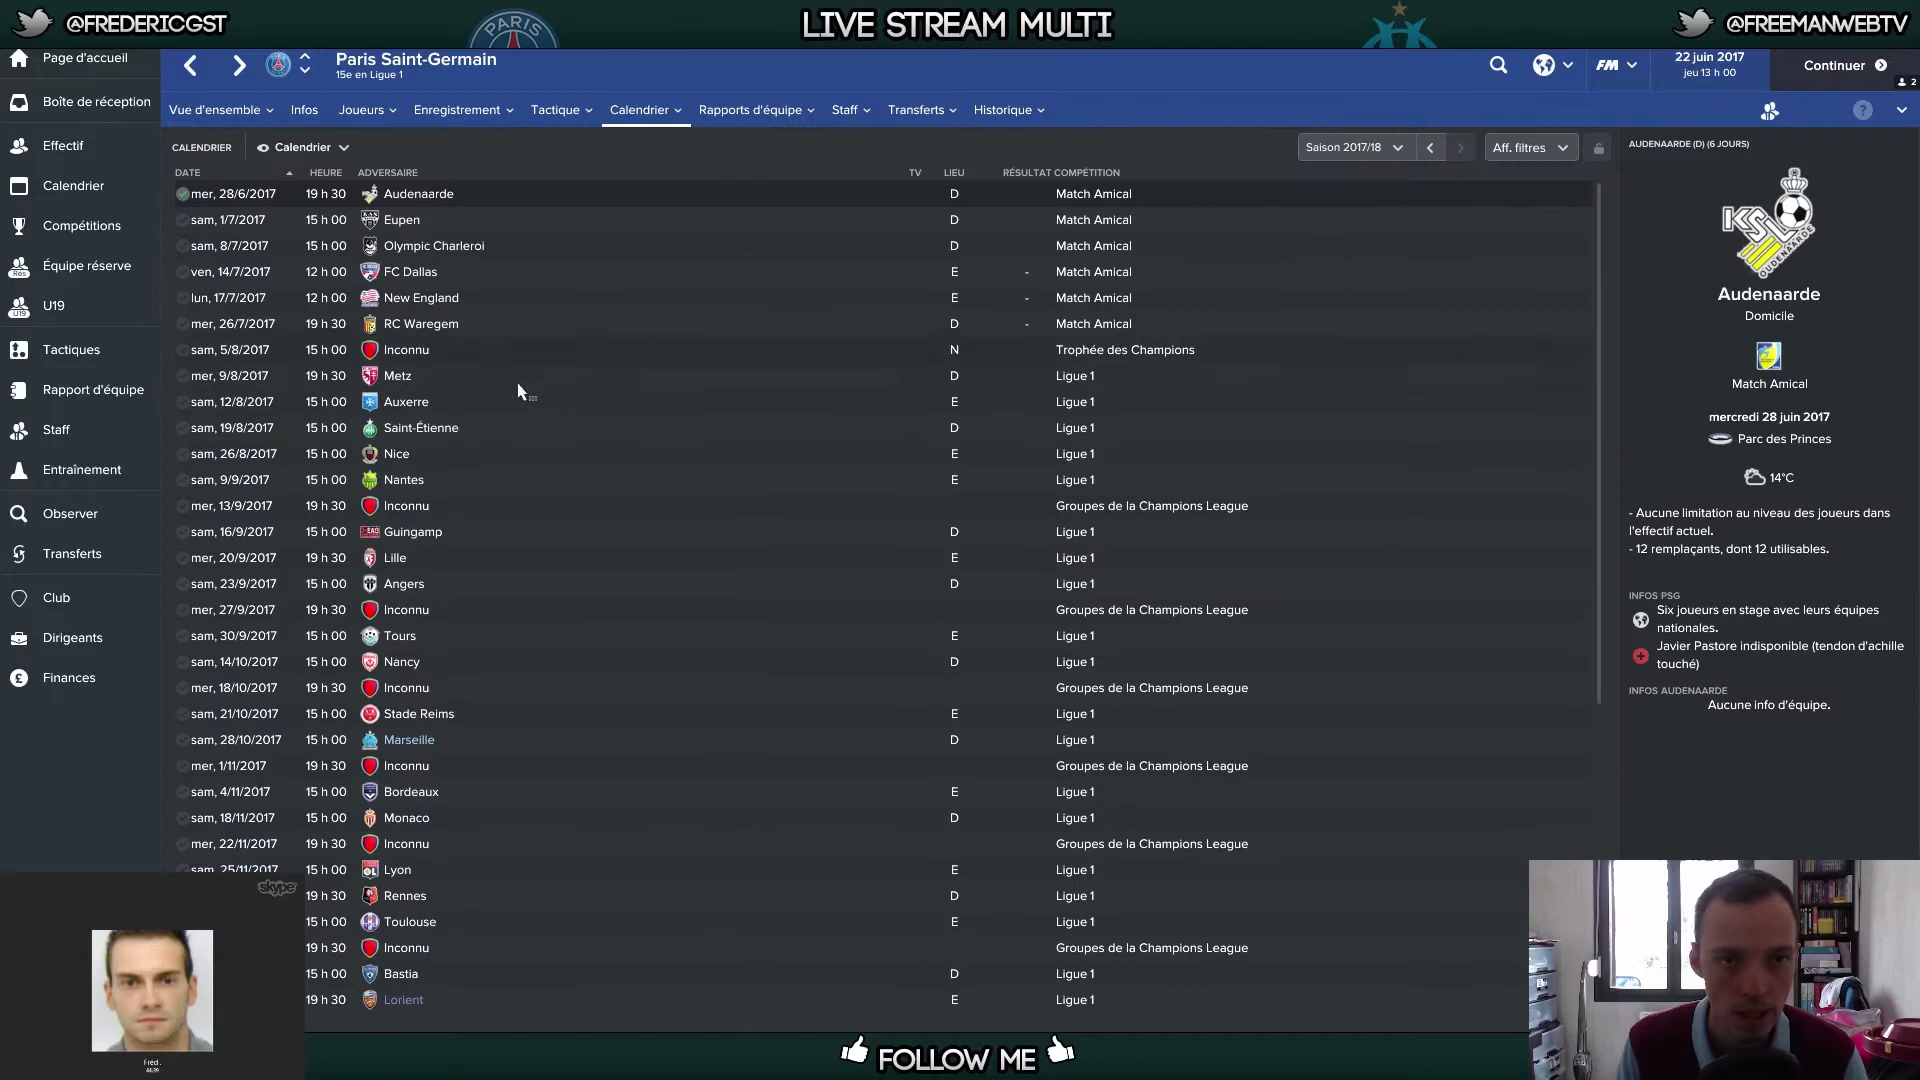 @FREDERICGST
LIVE STREAM MULTI
@FREEMANWEBTV
PARIS
Page d'accueil
Boîte de réception
Effectif
Calendrier
Compétitions
Équipe réserve
U19
Tactiques
Rapport d'équipe
Staff
Entraînement
Observer
Transferts
Club
Dirigeants
Finances
Paris Saint-Germain
15e en Ligue 1
FM
22 juin 2017
jeu 13 h 00
Continuer
2
Vue d'ensemble Infos Joueurs Enregistrement Tactique Calendrier Rapports d'équipe Staff Transferts Historique
CALENDRIER Calendrier Saison 2017/18 Aff. filtres
DATE HEURE ADVERSAIRE TV LIEU RÉSULTAT COMPÉTITION
mer, 28/6/2017 19 h 30 Audenaarde D Match Amical
sam, 1/7/2017 15 h 00 Eupen D Match Amical
sam, 8/7/2017 15 h 00 Olympic Charleroi D Match Amical
ven, 14/7/2017 12 h 00 FC Dallas E - Match Amical
lun, 17/7/2017 12 h 00 New England E - Match Amical
mer, 26/7/2017 19 h 30 RC Waregem D - Match Amical
sam, 5/8/2017 15 h 00 Inconnu N Trophée des Champions
mer, 9/8/2017 19 h 30 Metz D Ligue 1
sam, 12/8/2017 15 h 00 Auxerre E Ligue 1
sam, 19/8/2017 15 h 00 Saint-Étienne D Ligue 1
sam, 26/8/2017 15 h 00 Nice E Ligue 1
sam, 9/9/2017 15 h 00 Nantes E Ligue 1
mer, 13/9/2017 19 h 30 Inconnu Groupes de la Champions League
sam, 16/9/2017 15 h 00 Guingamp D Ligue 1
mer, 20/9/2017 19 h 30 Lille E Ligue 1
sam, 23/9/2017 15 h 00 Angers D Ligue 1
mer, 27/9/2017 19 h 30 Inconnu Groupes de la Champions League
sam, 30/9/2017 15 h 00 Tours E Ligue 1
sam, 14/10/2017 15 h 00 Nancy D Ligue 1
mer, 18/10/2017 19 h 30 Inconnu Groupes de la Champions League
sam, 21/10/2017 15 h 00 Stade Reims E Ligue 1
sam, 28/10/2017 15 h 00 Marseille D Ligue 1
mer, 1/11/2017 19 h 30 Inconnu Groupes de la Champions League
sam, 4/11/2017 15 h 00 Bordeaux E Ligue 1
sam, 18/11/2017 15 h 00 Monaco D Ligue 1
mer, 22/11/2017 19 h 30 Inconnu Groupes de la Champions League
sam, 25/11/2017 15 h 00 Lyon E Ligue 1
19 h 30 Rennes D Ligue 1
15 h 00 Toulouse E Ligue 1
19 h 30 Inconnu Groupes de la Champions League
15 h 00 Bastia D Ligue 1
19 h 30 Lorient E Ligue 1
AUDENAARDE (D) (6 JOURS)
KSV
OUDENAARDE
Audenaarde
Domicile
Match Amical
mercredi 28 juin 2017
Parc des Princes
14°C
- Aucune limitation au niveau des joueurs dans
l'effectif actuel.
- 12 remplaçants, dont 12 utilisables.
INFOS PSG
Six joueurs en stage avec leurs équipes
nationales.
Javier Pastore indisponible (tendon d'achille
touché)
INFOS AUDENAARDE
Aucune info d'équipe.
skype
Fred .
FOLLOW ME